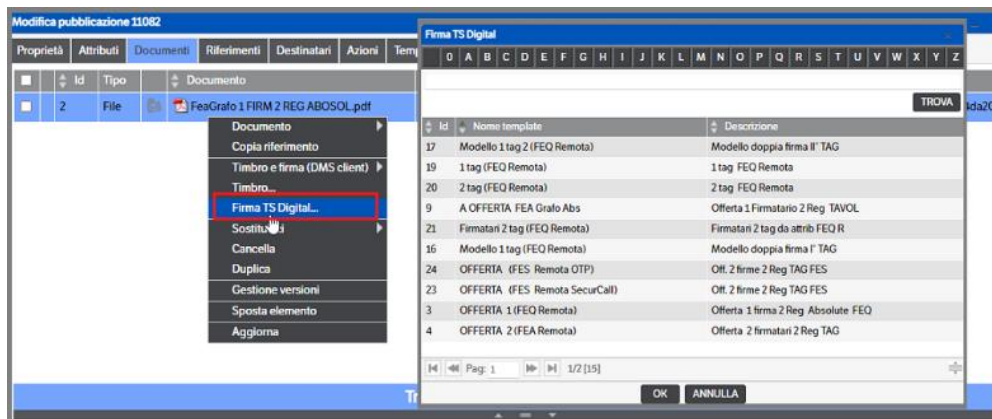 Modifica pubblicazione 11082
Proprietà Attributi Documenti Riferimenti Destinatari Azioni
Id Tipo Documento
2 File FeaGrafo 1 FIRM 2 REG ABOSOL.pdf
Documento
Copia riferimento
Timbro e firma (DMS client)
Timbro...
Firma TS Digital...
Cancella
Duplica
Gestione versioni
Sposta elemento
Aggiorna
Firma TS Digital
0 A B C D E F G H I J K L M N O P Q R S T U V W X Y Z
TROVA
Id Nome template Descrizione
17 Modello 1 tag 2 (FEQ Remota) Modello doppia firma II° TAG
19 1 tag (FEQ Remota) 1 tag FEQ Remota
20 2 tag (FEQ Remota) 2 tag FEQ Remota
9 A OFFERTA FEA Grafo Abs Offerta 1 Firmatario 2 Reg TAVOL
21 Firmatari 2 tag (FEQ Remota) Firmatari 2 tag da attrib FEQ R
16 Modello 1 tag (FEQ Remota) Modello doppia firma I° TAG
24 OFFERTA (FES Remota OTP) Off. 2 firme 2 Reg TAG FES
23 OFFERTA (FES Remota SecurCall) Off. 2 firme 2 Reg TAG FES
3 OFFERTA 1 (FEQ Remota) Offerta 1 firma 2 Reg Absolute FEQ
4 OFFERTA 2 (FEA Remota) Offerta 2 firmatari 2 Reg TAG
Pag: 1 1/2 [15]
OK ANNULLA